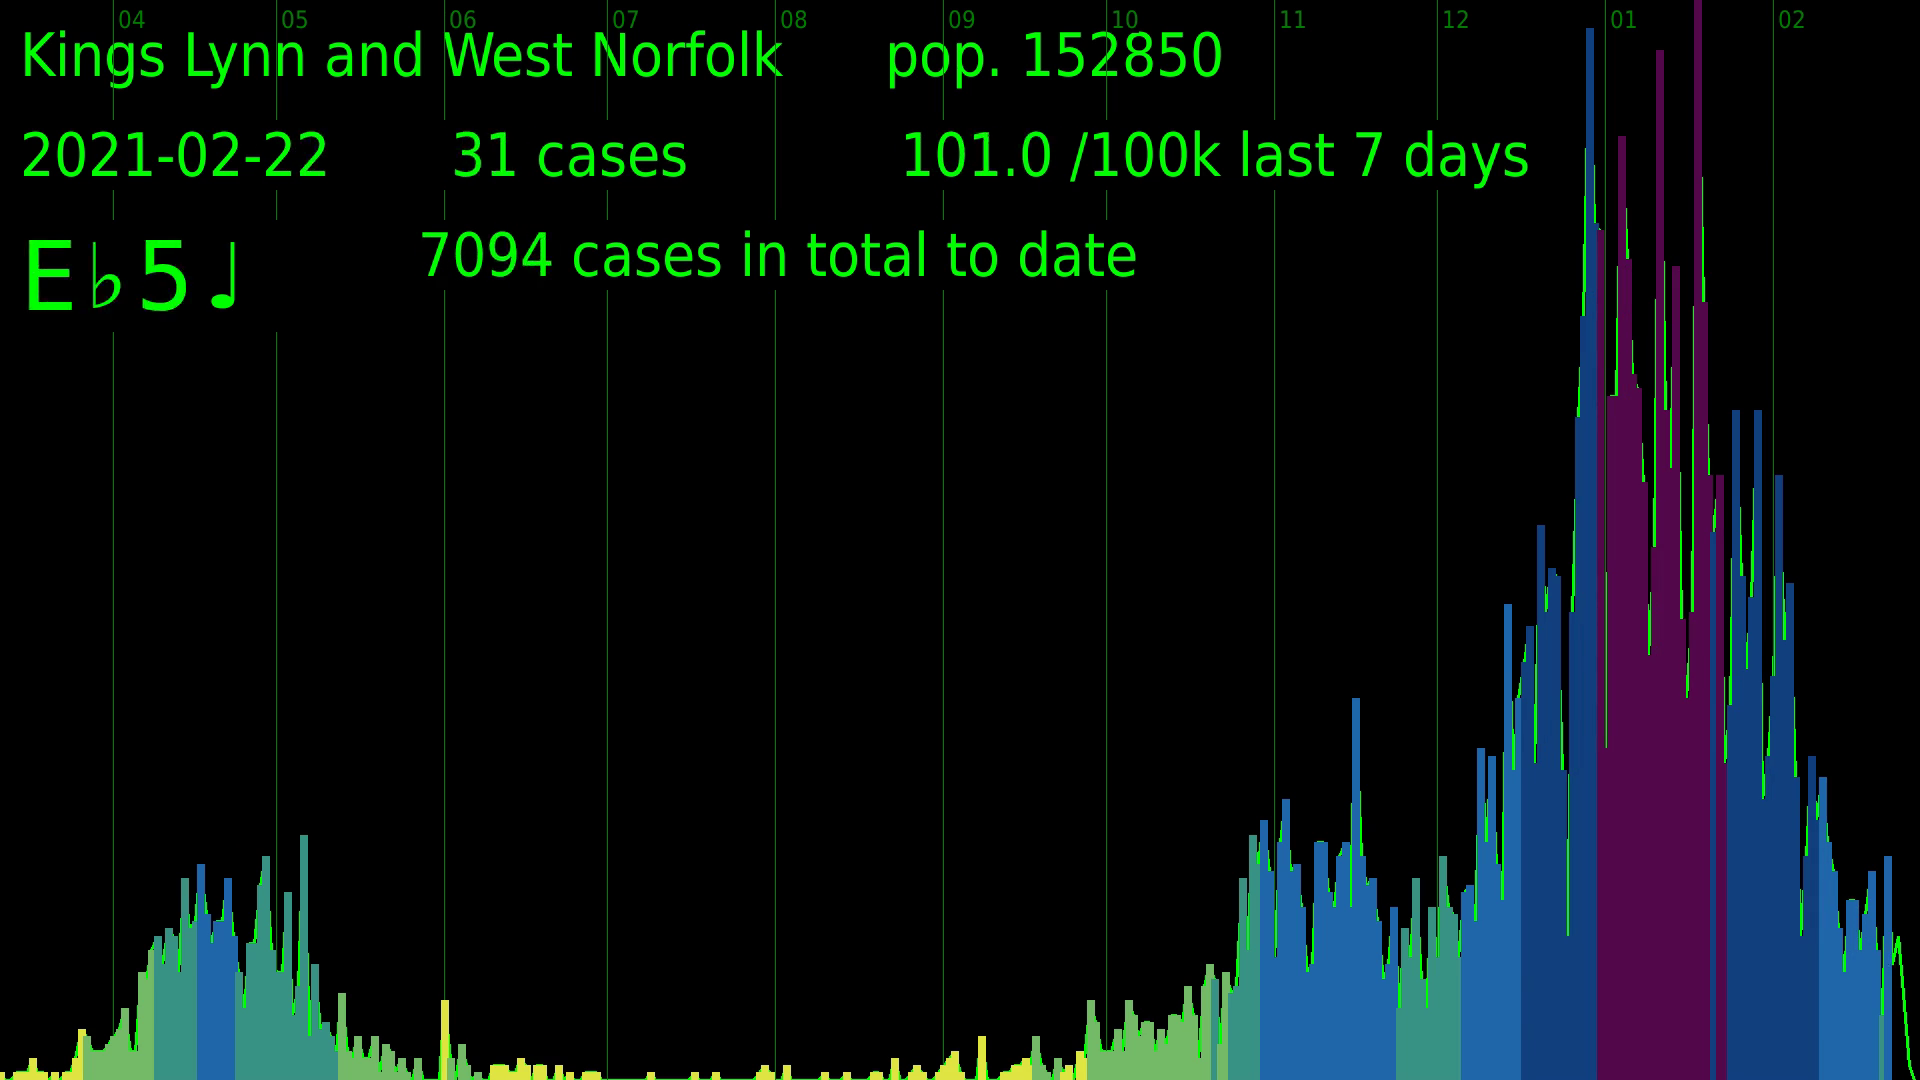 04 05 06 07 08 09 10 11 12 01 02
Kings Lynn and West Norfolk pop. 152850
2021-02-22 31 cases 101.0 /100k last 7 days
E♭5♩ 7094 cases in total to date